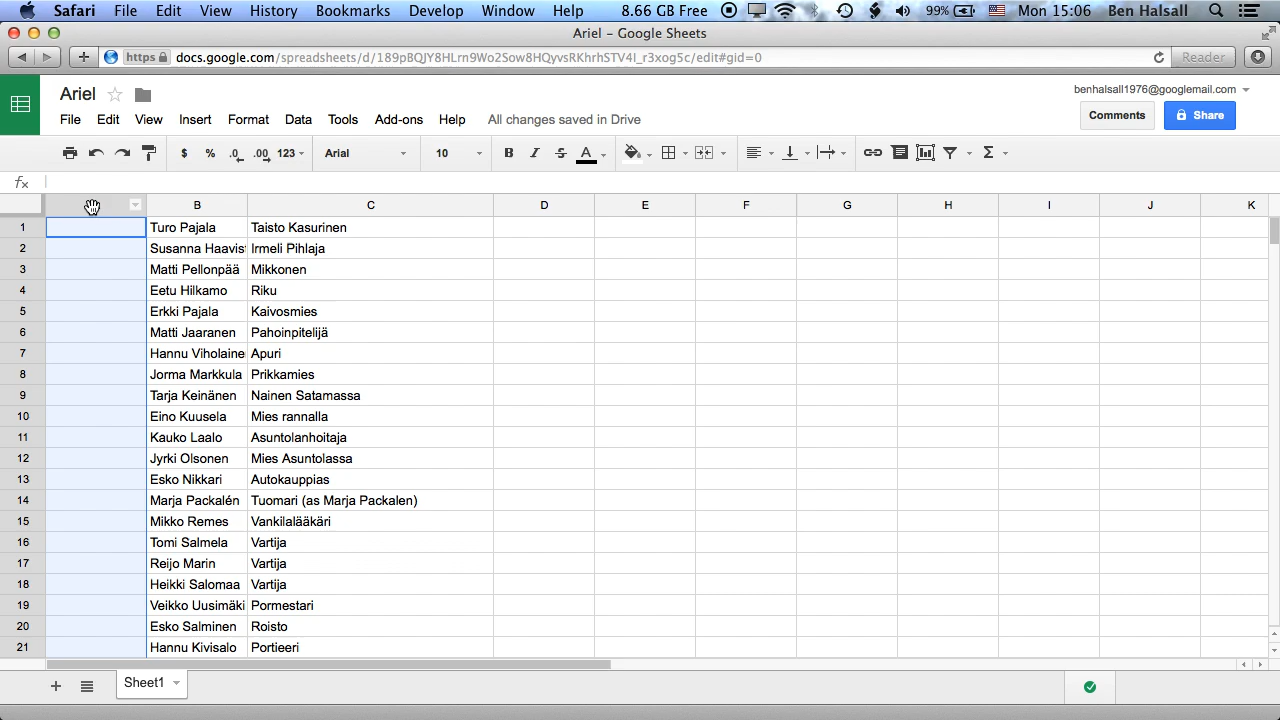 Safari File Edit View History Bookmarks Develop Window Help 8.66 GB Free 99% Mon 15:06 Ben Halsall
Ariel – Google Sheets
https docs.google.com/spreadsheets/d/189pBQJY8HLrn9Wo2Sow8HQyvsRKhrhSTV4I_r3xog5c/edit#gid=0 Reader
Ariel benhalsall1976@googlemail.com
File Edit View Insert Format Data Tools Add-ons Help All changes saved in Drive Comments Share
$ % .0 .00 123 Arial 10 B I S A Σ
fx
B C D E F G H I J K
1 Turo Pajala Taisto Kasurinen
2 Susanna Haavist Irmeli Pihlaja
3 Matti Pellonpää Mikkonen
4 Eetu Hilkamo Riku
5 Erkki Pajala Kaivosmies
6 Matti Jaaranen Pahoinpitelijä
7 Hannu Viholaine Apuri
8 Jorma Markkula Prikkamies
9 Tarja Keinänen Nainen Satamassa
10 Eino Kuusela Mies rannalla
11 Kauko Laalo Asuntolanhoitaja
12 Jyrki Olsonen Mies Asuntolassa
13 Esko Nikkari Autokauppias
14 Marja Packalén Tuomari (as Marja Packalen)
15 Mikko Remes Vankilalääkäri
16 Tomi Salmela Vartija
17 Reijo Marin Vartija
18 Heikki Salomaa Vartija
19 Veikko Uusimäki Pormestari
20 Esko Salminen Roisto
21 Hannu Kivisalo Portieeri
Sheet1